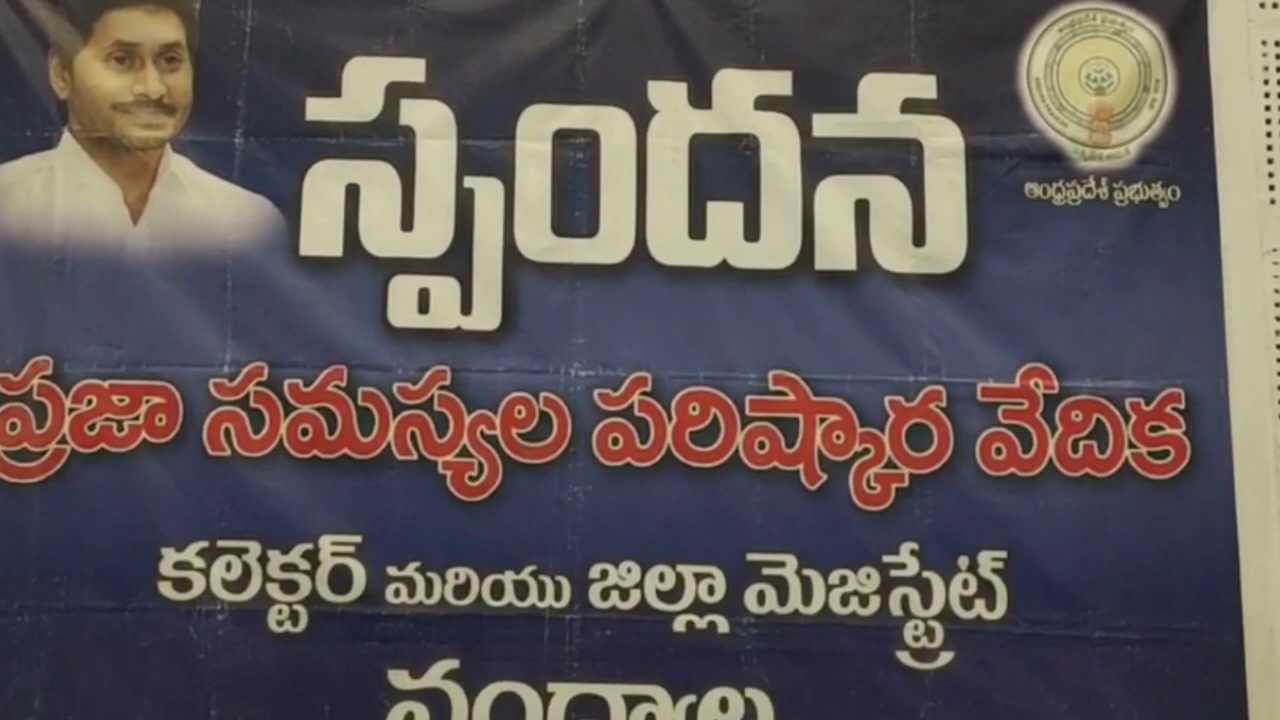 స్పందన
ఆంధ్రప్రదేశ్ ప్రభుత్వం
ప్రజా సమస్యల పరిష్కార వేదిక
కలెక్టర్ మరియు జిల్లా మెజిస్ట్రేట్
నంద్యాల